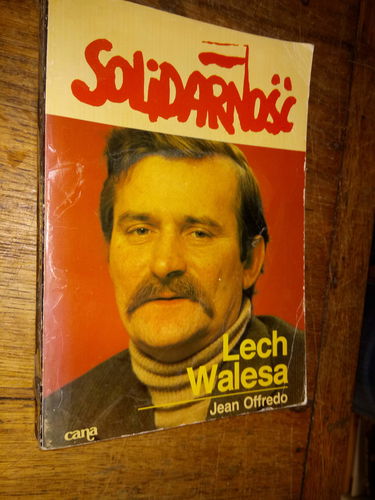 SOLiDARNOŚĆ
Lech
Walesa
Jean Offredo
cana